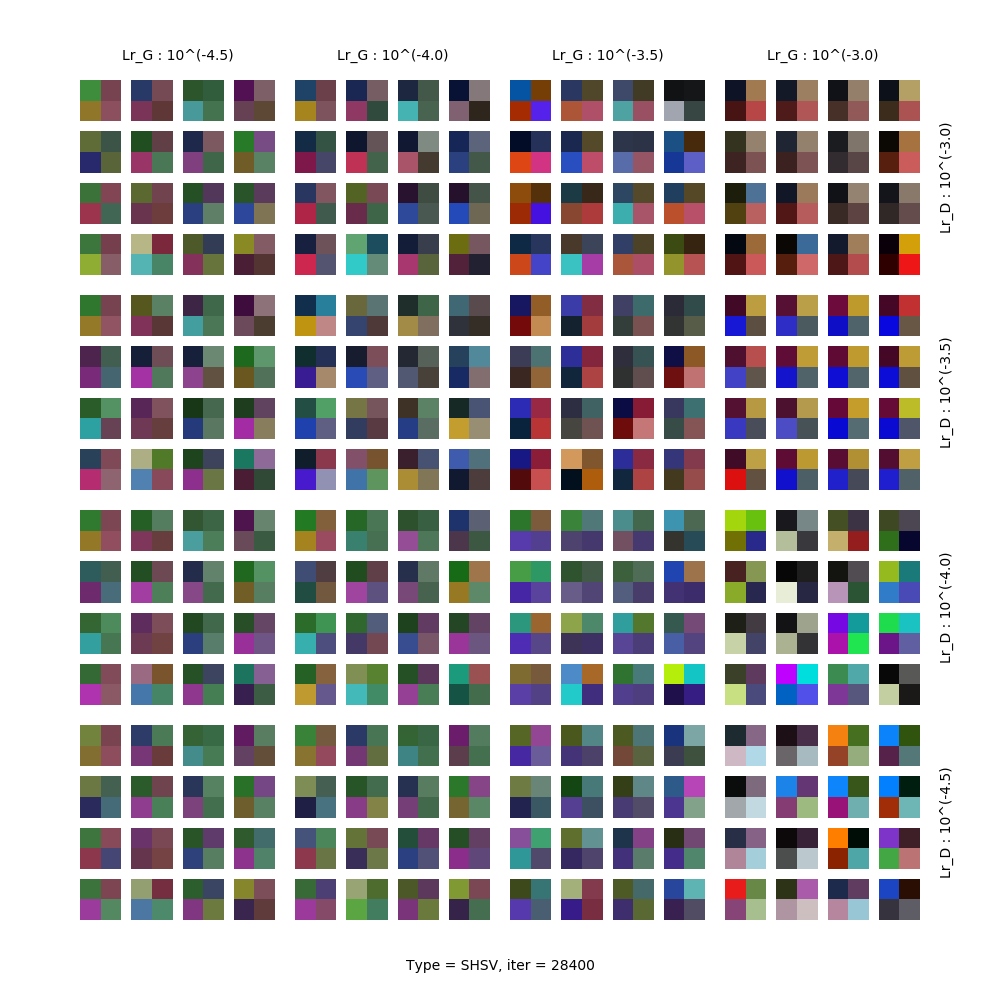 Lr_G : 10^(-4.5)
Lr_G : 10^(-4.0)
Lr_G : 10^(-3.5)
Lr_G : 10^(-3.0)
Lr_D : 10^(-3.0)
Lr_D : 10^(-3.5)
Lr_D : 10^(-4.0)
Lr_D : 10^(-4.5)
Type = SHSV, iter = 28400